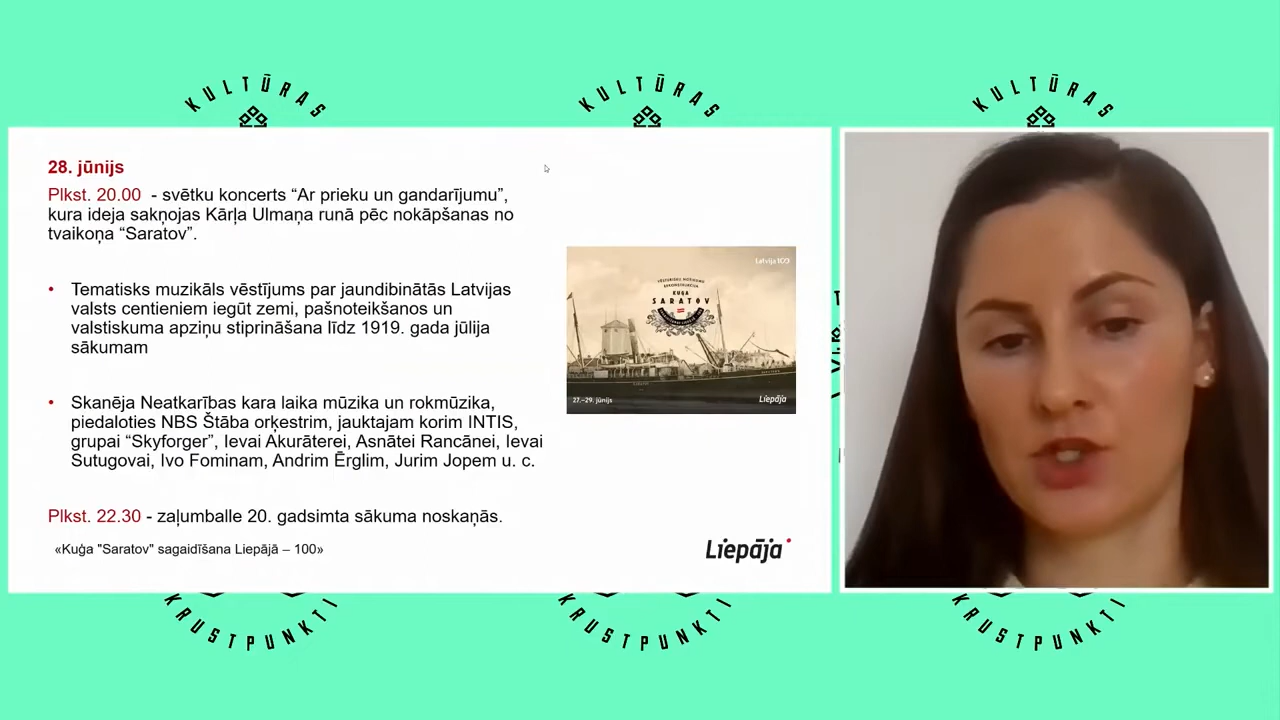 KULTŪRAS
KULTŪRAS
KULTŪRAS
28. jūnijs
Plkst. 20.00 - svētku koncerts “Ar prieku un gandarījumu”,
kura ideja sakņojas Kārļa Ulmaņa runā pēc nokāpšanas no
tvaikoņa “Saratov”.
• Tematisks muzikāls vēstījums par jaundibinātās Latvijas
valsts centieniem iegūt zemi, pašnoteikšanos un
valstiskuma apziņu stiprināšana līdz 1919. gada jūlija
sākumam
• Skanēja Neatkarības kara laika mūzika un rokmūzika,
piedaloties NBS Štāba orķestrim, jauktajam korim INTIS,
grupai “Skyforger”, Ievai Akurāterei, Asnātei Rancānei, Ievai
Sutugovai, Ivo Fominam, Andrim Ērglim, Jurim Jopem u. c.
Plkst. 22.30 - zaļumballe 20. gadsimta sākuma noskaņās.
«Kuģa "Saratov" sagaidīšana Liepājā – 100»
Latvija 100
KUĢA
SARATOV
27.–29. jūnijs
Liepāja
Liepāja
KRUSTPUNKTI
KRUSTPUNKTI
KRUSTPUNKTI